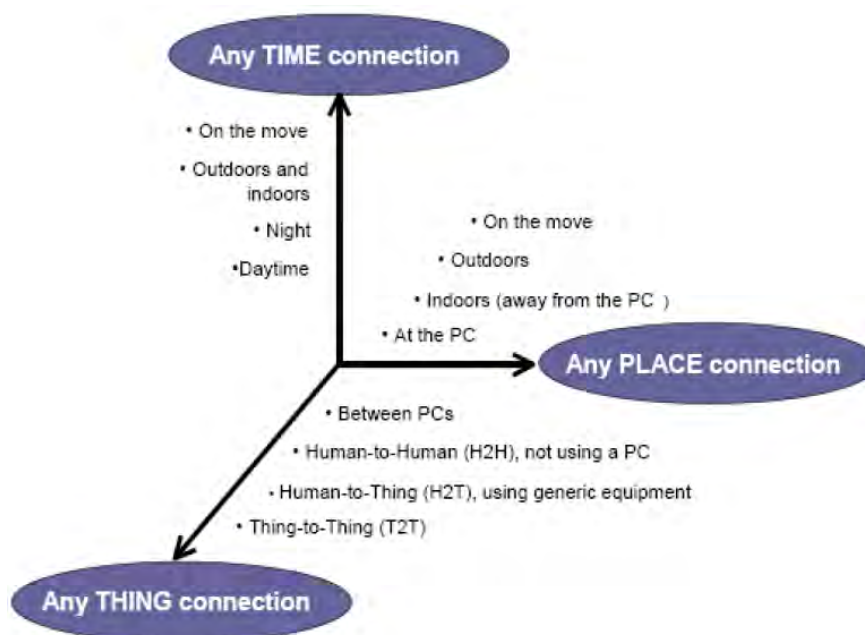 Any TIME connection
• On the move
• Outdoors and
indoors
• Night
•Daytime
• On the move
• Outdoors
• Indoors (away from the PC )
• At the PC
Any PLACE connection
• Between PCs
• Human-to-Human (H2H), not using a PC
• Human-to-Thing (H2T), using generic equipment
• Thing-to-Thing (T2T)
Any THING connection